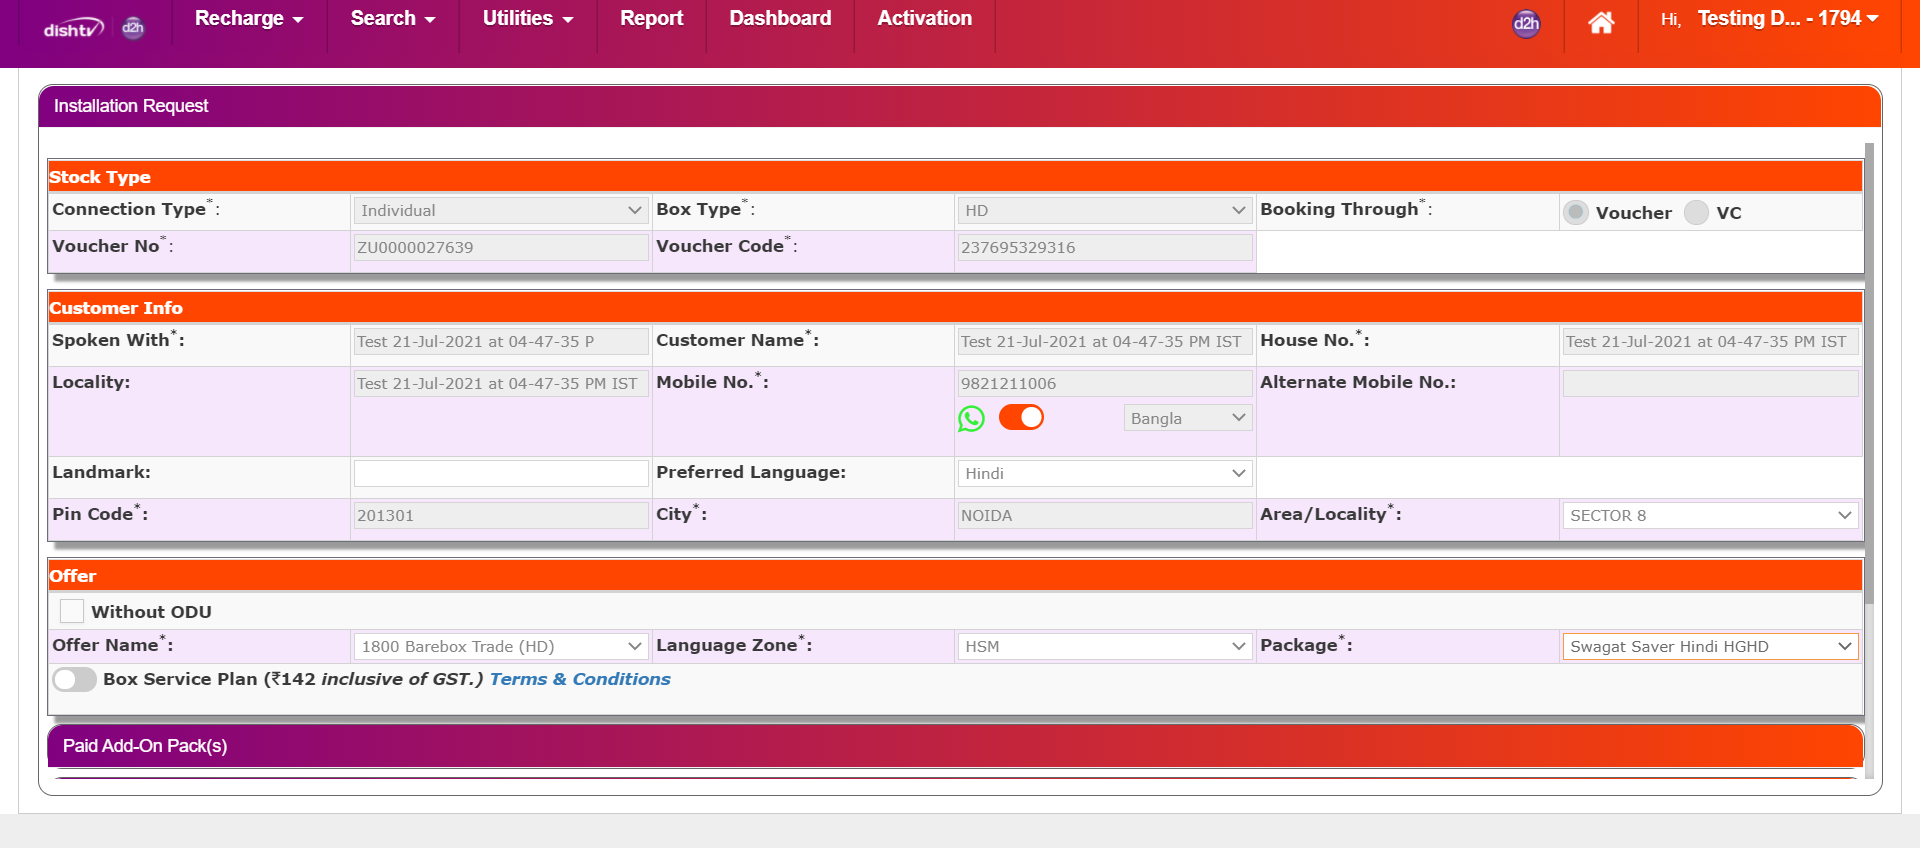 dishtv d2h Recharge Search Utilities Report Dashboard Activation d2h Hi, Testing D... - 1794
Installation Request
Stock Type
Connection Type*: Individual Box Type*: HD Booking Through*: Voucher VC
Voucher No*: ZU0000027639 Voucher Code*: 237695329316
Customer Info
Spoken With*: Test 21-Jul-2021 at 04-47-35 P Customer Name*: Test 21-Jul-2021 at 04-47-35 PM IST House No.*: Test 21-Jul-2021 at 04-47-35 PM IST
Locality: Test 21-Jul-2021 at 04-47-35 PM IST Mobile No.*: 9821211006 Alternate Mobile No.:
Bangla
Landmark: Preferred Language: Hindi
Pin Code*: 201301 City*: NOIDA Area/Locality*: SECTOR 8
Offer
Without ODU
Offer Name*: 1800 Barebox Trade (HD) Language Zone*: HSM Package*: Swagat Saver Hindi HGHD
Box Service Plan (₹142 inclusive of GST.) Terms & Conditions
Paid Add-On Pack(s)